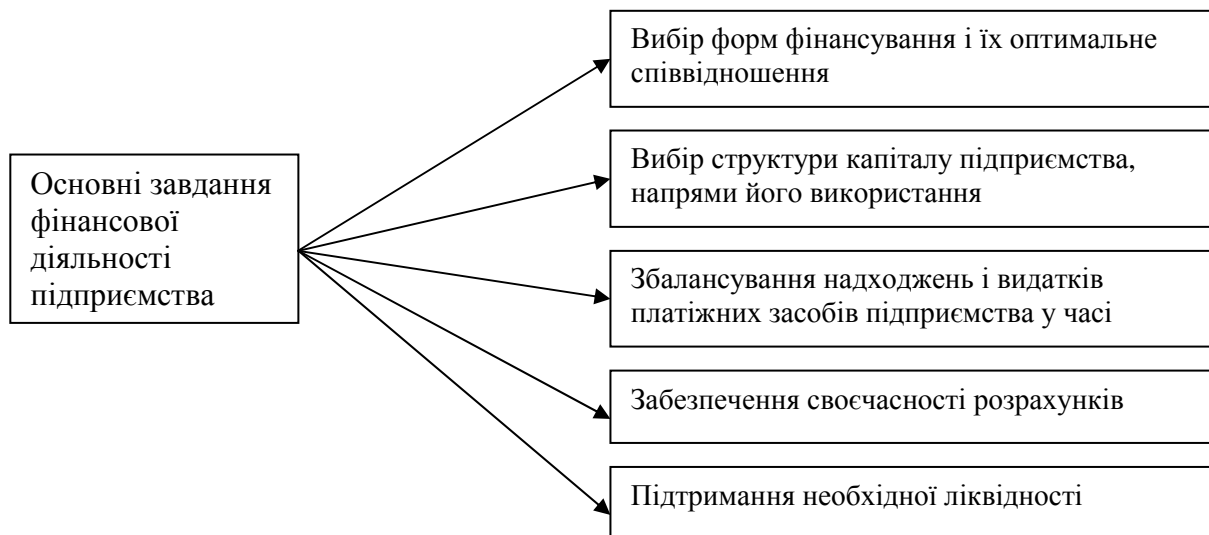 Основні завдання
фінансової
діяльності
підприємства
Вибір форм фінансування і їх оптимальне
співвідношення
Вибір структури капіталу підприємства,
напрями його використання
Збалансування надходжень і видатків
платіжних засобів підприємства у часі
Забезпечення своєчасності розрахунків
Підтримання необхідної ліквідності